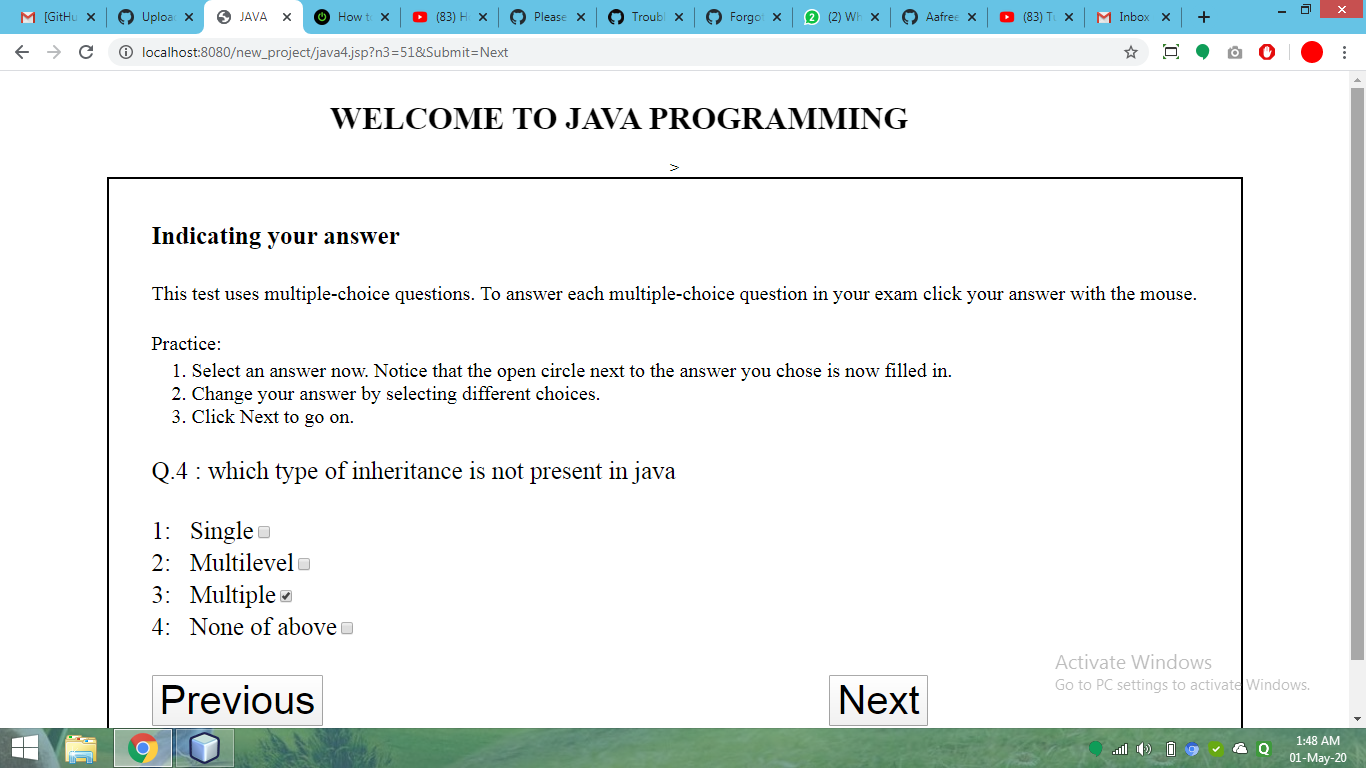 [GitHu
Uploa
JAVA
How t
(83) H
Please
Troubl
Forgot
(2) Wh
Aafree
(83) T
Inbox
localhost:8080/new_project/java4.jsp?n3=51&Submit=Next
WELCOME TO JAVA PROGRAMMING
>
Indicating your answer
This test uses multiple-choice questions. To answer each multiple-choice question in your exam click your answer with the mouse.
Practice:
1. Select an answer now. Notice that the open circle next to the answer you chose is now filled in.
2. Change your answer by selecting different choices.
3. Click Next to go on.
Q.4 : which type of inheritance is not present in java
1: Single
2: Multilevel
3: Multiple
4: None of above
Previous
Next
Activate Windows
Go to PC settings to activate Windows.
1:48 AM
01-May-20